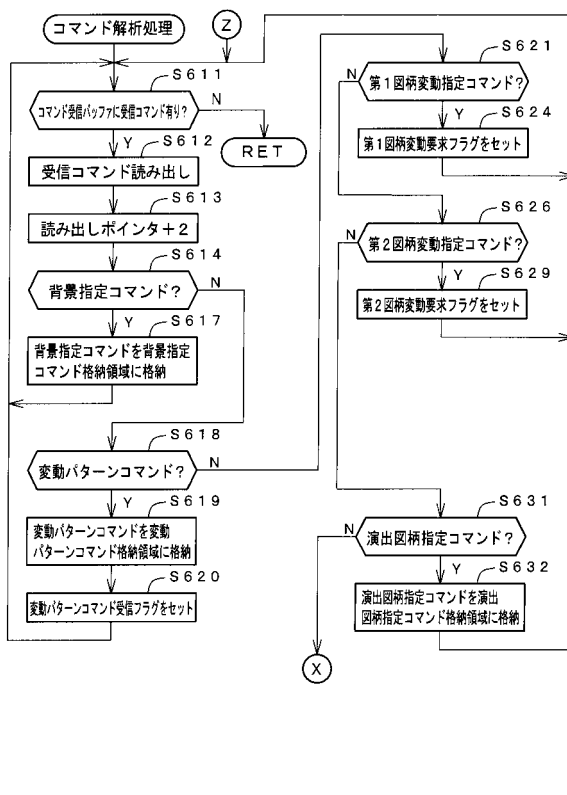 コマンド解析処理
Z
S611
コマンド受信バッファに受信コマンド有り?
N
RET
Y
S612
受信コマンド読み出し
S613
読み出しポインタ+2
S614
背景指定コマンド?
N
Y
S617
背景指定コマンドを背景指定
コマンド格納領域に格納
S618
変動パターンコマンド?
N
Y
S619
変動パターンコマンドを変動
パターンコマンド格納領域に格納
S620
変動パターンコマンド受信フラグをセット
S621
N
第1図柄変動指定コマンド?
Y
S624
第1図柄変動要求フラグをセット
S626
N
第2図柄変動指定コマンド?
Y
S629
第2図柄変動要求フラグをセット
S631
N
演出図柄指定コマンド?
Y
S632
演出図柄指定コマンドを演出
図柄指定コマンド格納領域に格納
X